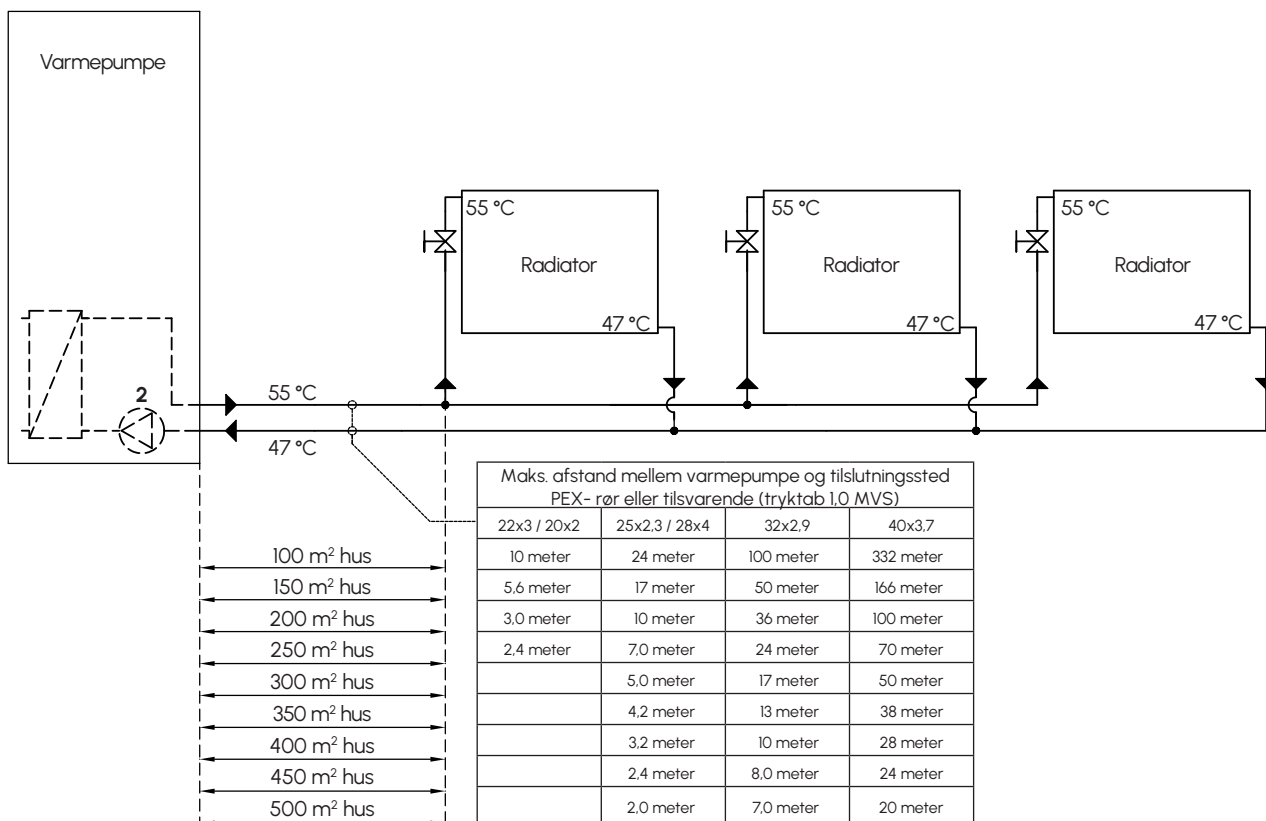 Varmepumpe
55 °C
Radiator
47 °C
55 °C
Radiator
47 °C
55 °C
Radiator
47 °C
2
55 °C
47 °C
Maks. afstand mellem varmepumpe og tilslutningssted
PEX- rør eller tilsvarende (tryktab 1,0 MVS)
22x3 / 20x2 25x2,3 / 28x4 32x2,9 40x3,7
100 m² hus 10 meter 24 meter 100 meter 332 meter
150 m² hus 5,6 meter 17 meter 50 meter 166 meter
200 m² hus 3,0 meter 10 meter 36 meter 100 meter
250 m² hus 2,4 meter 7,0 meter 24 meter 70 meter
300 m² hus 5,0 meter 17 meter 50 meter
350 m² hus 4,2 meter 13 meter 38 meter
400 m² hus 3,2 meter 10 meter 28 meter
450 m² hus 2,4 meter 8,0 meter 24 meter
500 m² hus 2,0 meter 7,0 meter 20 meter